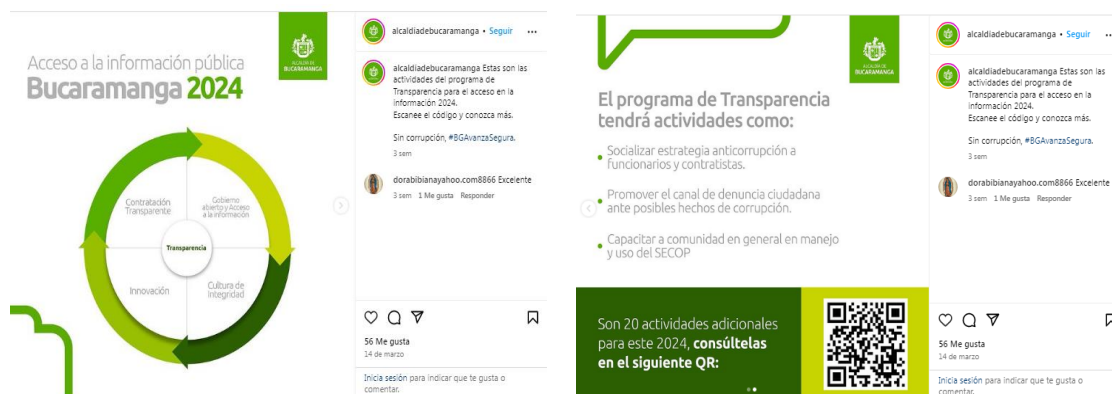 Acceso a la información pública
Bucaramanga 2024
ALCALDÍA DE
BUCARAMANGA
Contratación
Transparente
Gobierno
abierto y Acceso
a la información
Transparencia
Innovación
Cultura de
Integridad
alcaldiadebucaramanga • Seguir
alcaldiadebucaramanga Estas son las
actividades del programa de
Transparencia para el acceso en la
información 2024.
Escanee el código y conozca más.
Sin corrupción, #BGAvanzaSegura.
3 sem
dorabibianayahoo.com8866 Excelente
3 sem 1 Me gusta Responder
56 Me gusta
14 de marzo
Inicia sesión para indicar que te gusta o
comentar.
ALCALDÍA DE
BUCARAMANGA
El programa de Transparencia
tendrá actividades como:
• Socializar estrategia anticorrupción a
funcionarios y contratistas.
• Promover el canal de denuncia ciudadana
ante posibles hechos de corrupción.
• Capacitar a comunidad en general en manejo
y uso del SECOP
Son 20 actividades adicionales
para este 2024, consúltelas
en el siguiente QR:
alcaldiadebucaramanga • Seguir
alcaldiadebucaramanga Estas son las
actividades del programa de
Transparencia para el acceso en la
información 2024.
Escanee el código y conozca más.
Sin corrupción, #BGAvanzaSegura.
3 sem
dorabibianayahoo.com8866 Excelente
3 sem 1 Me gusta Responder
56 Me gusta
14 de marzo
Inicia sesión para indicar que te gusta o
comentar.